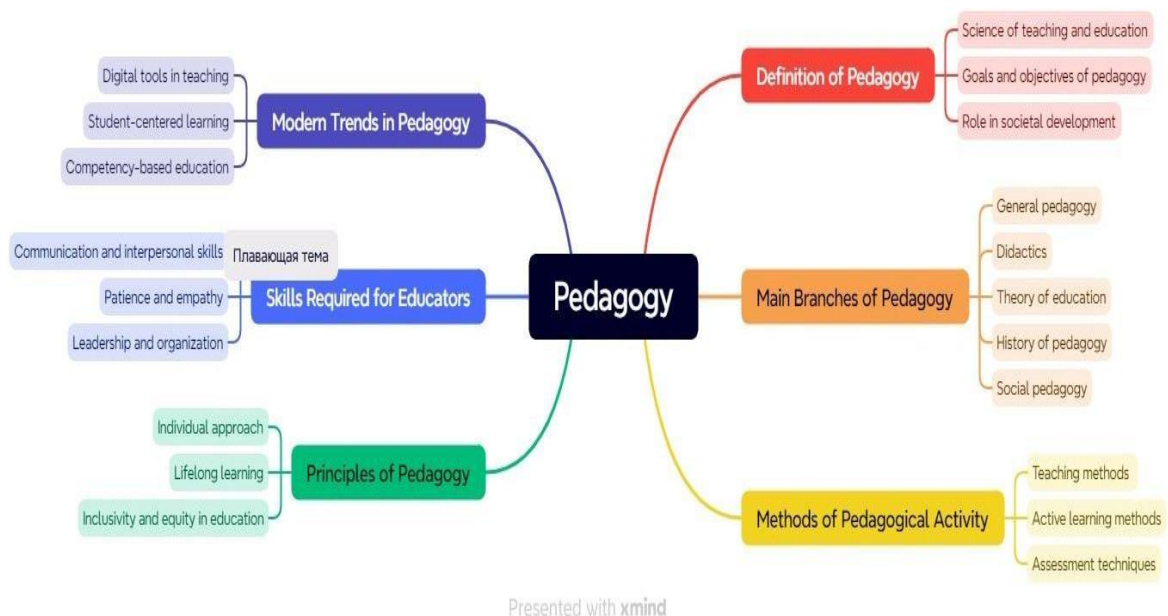 Pedagogy
Definition of Pedagogy
Science of teaching and education
Goals and objectives of pedagogy
Role in societal development
Main Branches of Pedagogy
General pedagogy
Didactics
Theory of education
History of pedagogy
Social pedagogy
Methods of Pedagogical Activity
Teaching methods
Active learning methods
Assessment techniques
Modern Trends in Pedagogy
Digital tools in teaching
Student-centered learning
Competency-based education
Skills Required for Educators
Плавающая тема
Communication and interpersonal skills
Patience and empathy
Leadership and organization
Principles of Pedagogy
Individual approach
Lifelong learning
Inclusivity and equity in education
Presented with xmind